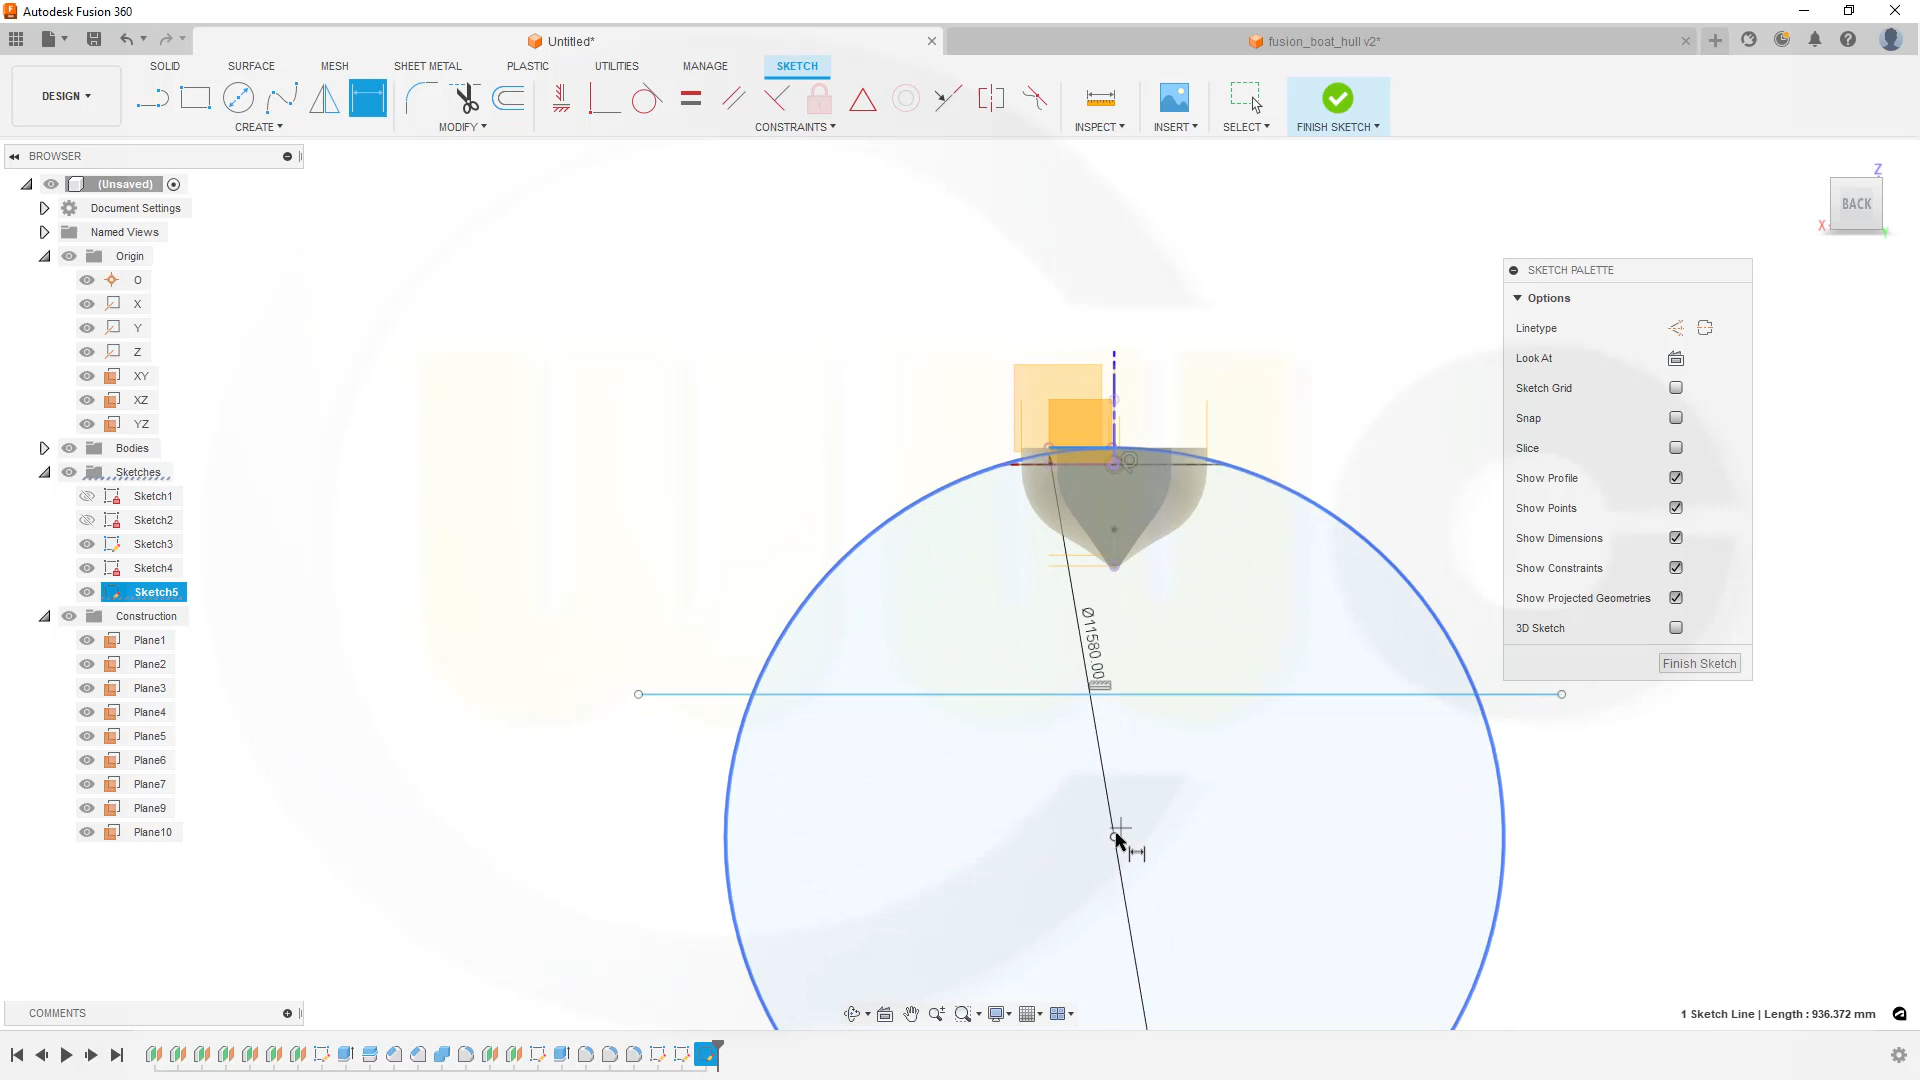 Autodesk Fusion 360
Untitled*
fusion_boat_hull v2*
DESIGN
SOLID
SURFACE
MESH
SHEET METAL
PLASTIC
UTILITIES
MANAGE
SKETCH
CREATE
MODIFY
CONSTRAINTS
INSPECT
INSERT
SELECT
FINISH SKETCH
BROWSER
(Unsaved)
Document Settings
Named Views
Origin
O
X
Y
Z
XY
XZ
YZ
Bodies
Sketches
Sketch1
Sketch2
Sketch3
Sketch4
Sketch5
Construction
Plane1
Plane2
Plane3
Plane4
Plane5
Plane6
Plane7
Plane9
Plane10
Z
BACK
X
Y
SKETCH PALETTE
Options
Linetype
Look At
Sketch Grid
Snap
Slice
Show Profile
Show Points
Show Dimensions
Show Constraints
Show Projected Geometries
3D Sketch
Finish Sketch
Ø11580.00
COMMENTS
1 Sketch Line | Length : 936.372 mm